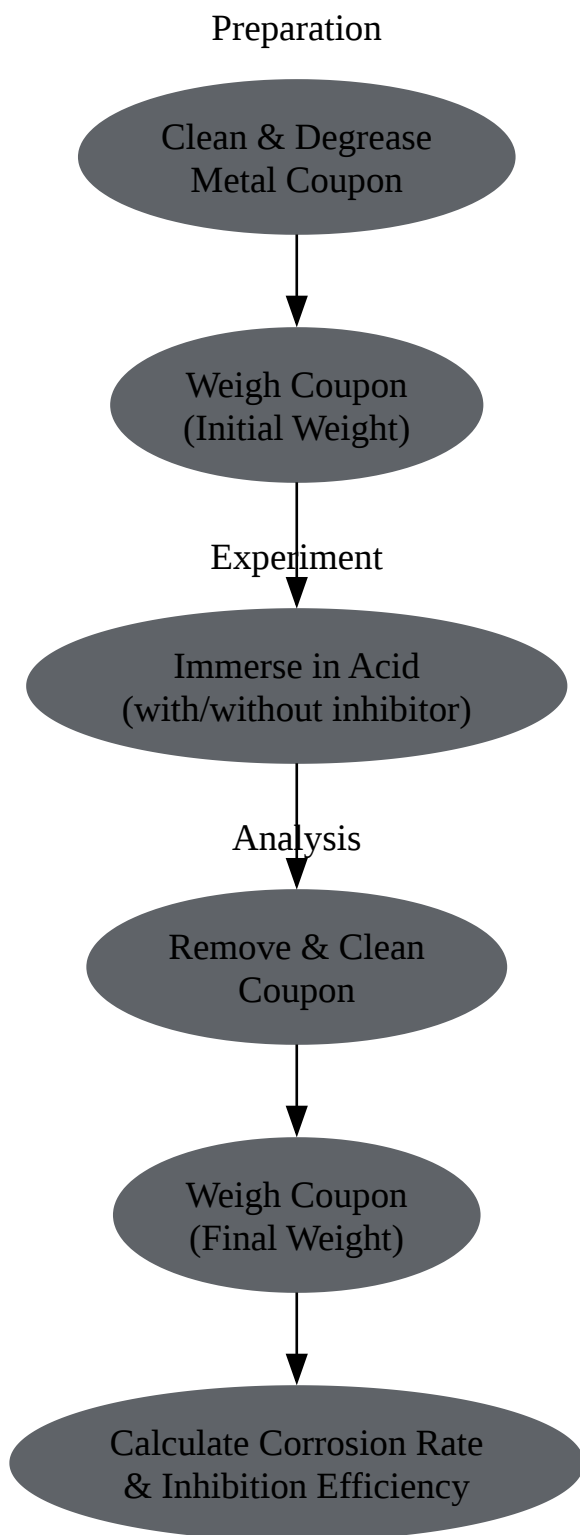 Preparation
Clean & Degrease
Metal Coupon
Weigh Coupon
(Initial Weight)
Experiment
Immerse in Acid
(with/without inhibitor)
Analysis
Remove & Clean
Coupon
Weigh Coupon
(Final Weight)
Calculate Corrosion Rate
& Inhibition Efficiency